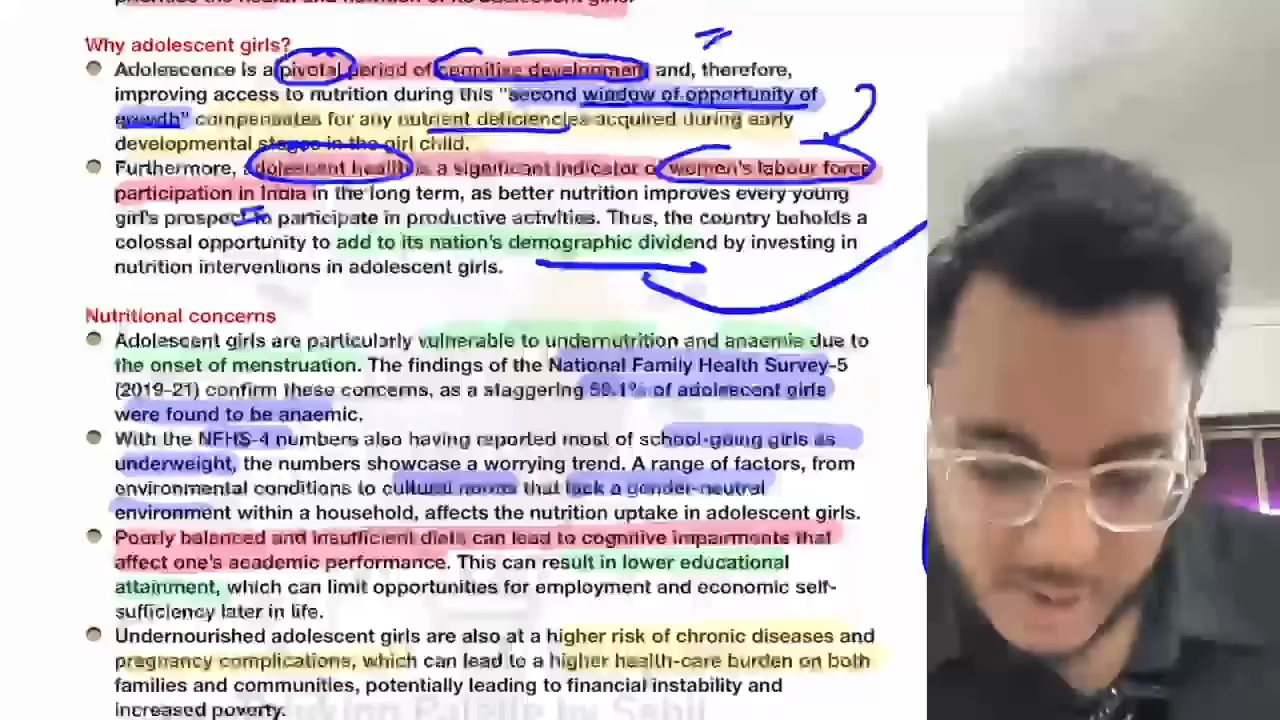 prioritise the health and nutrition of its adolescent girls.
Why adolescent girls?
Adolescence is a pivotal period of cognitive development and, therefore,
improving access to nutrition during this "second window of opportunity of
growth" compensates for any nutrient deficiencies acquired during early
developmental stages in the girl child.
Furthermore, adolescent health is a significant indicator of women's labour force
participation in India in the long term, as better nutrition improves every young
girl's prospect to participate in productive activities. Thus, the country beholds a
colossal opportunity to add to its nation's demographic dividend by investing in
nutrition interventions in adolescent girls.
Nutritional concerns
Adolescent girls are particularly vulnerable to undernutrition and anaemia due to
the onset of menstruation. The findings of the National Family Health Survey-5
(2019-21) confirm these concerns, as a staggering 59.1% of adolescent girls
were found to be anaemic.
With the NFHS-4 numbers also having reported most of school-going girls as
underweight, the numbers showcase a worrying trend. A range of factors, from
environmental conditions to cultural norms that lack a gender-neutral
environment within a household, affects the nutrition uptake in adolescent girls.
Poorly balanced and insufficient diets can lead to cognitive impairments that
affect one's academic performance. This can result in lower educational
attainment, which can limit opportunities for employment and economic self-
sufficiency later in life.
Undernourished adolescent girls are also at a higher risk of chronic diseases and
pregnancy complications, which can lead to a higher health-care burden on both
families and communities, potentially leading to financial instability and
increased poverty.